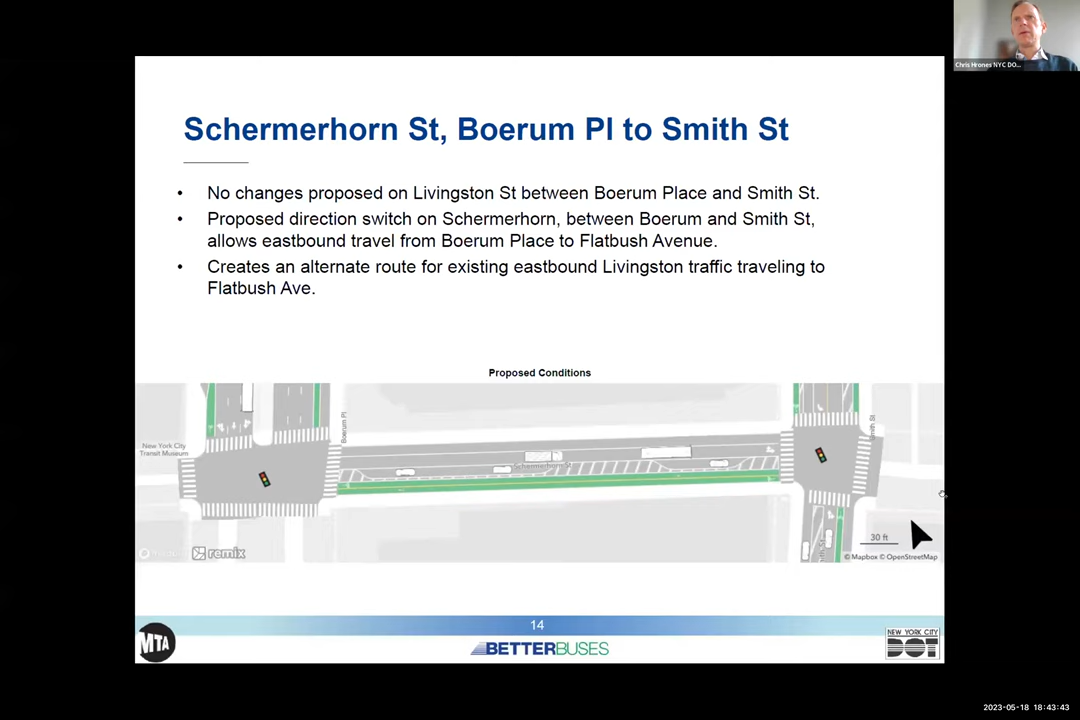 Chris Hrones NYC DO...
Schermerhorn St, Boerum Pl to Smith St
• No changes proposed on Livingston St between Boerum Place and Smith St.
• Proposed direction switch on Schermerhorn, between Boerum and Smith St,
allows eastbound travel from Boerum Place to Flatbush Avenue.
• Creates an alternate route for existing eastbound Livingston traffic traveling to
Flatbush Ave.
Proposed Conditions
New York City
Transit Museum
Boerum Pl
Schermerhorn St
Smith St
remix
30 ft
© Mapbox © OpenStreetMap
14
MTA
BETTERBUSES
NEW YORK CITY
DOT
2023-05-18 18:43:43